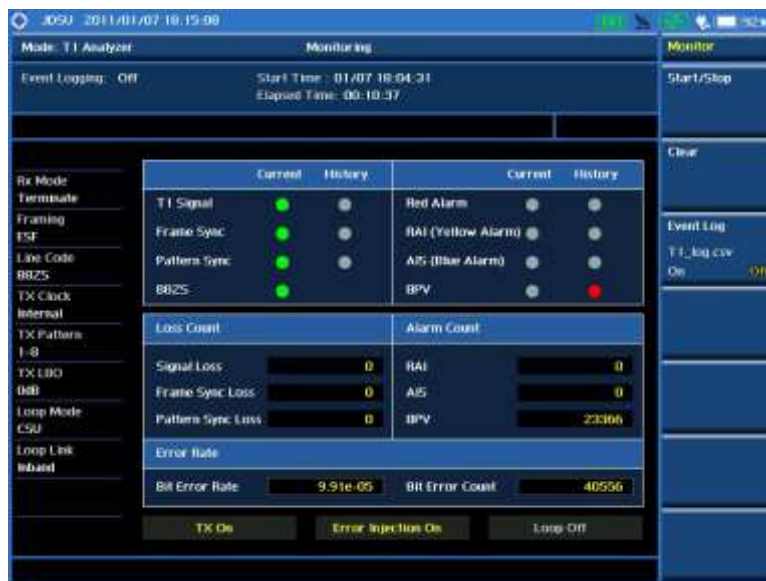 JDSU 2011/01/07 18:15:08
Mode: T1 Analyzer Monitoring Monitor
Event Logging: Off Start Time : 01/07 18:04:31 Start/Stop
Elapsed Time: 00:10:37
Clear
Current History Current History
Rx Mode
Terminate
T1 Signal Red Alarm
Framing
ESF
Frame Sync RAI (Yellow Alarm)
Event Log
T1_log.csv
On Off
Line Code
B8ZS
Pattern Sync AIS (Blue Alarm)
B8ZS BPV
TX Clock
Internal
TX Pattern
1-8
Loss Count Alarm Count
TX LBO
0dB
Signal Loss 0 RAI 0
Frame Sync Loss 0 AIS 0
Loop Mode
CSU
Pattern Sync Loss 0 BPV 23366
Loop Link
Inband
Error Rate
Bit Error Rate 9.91e-05 Bit Error Count 40556
TX On Error Injection On Loop Off